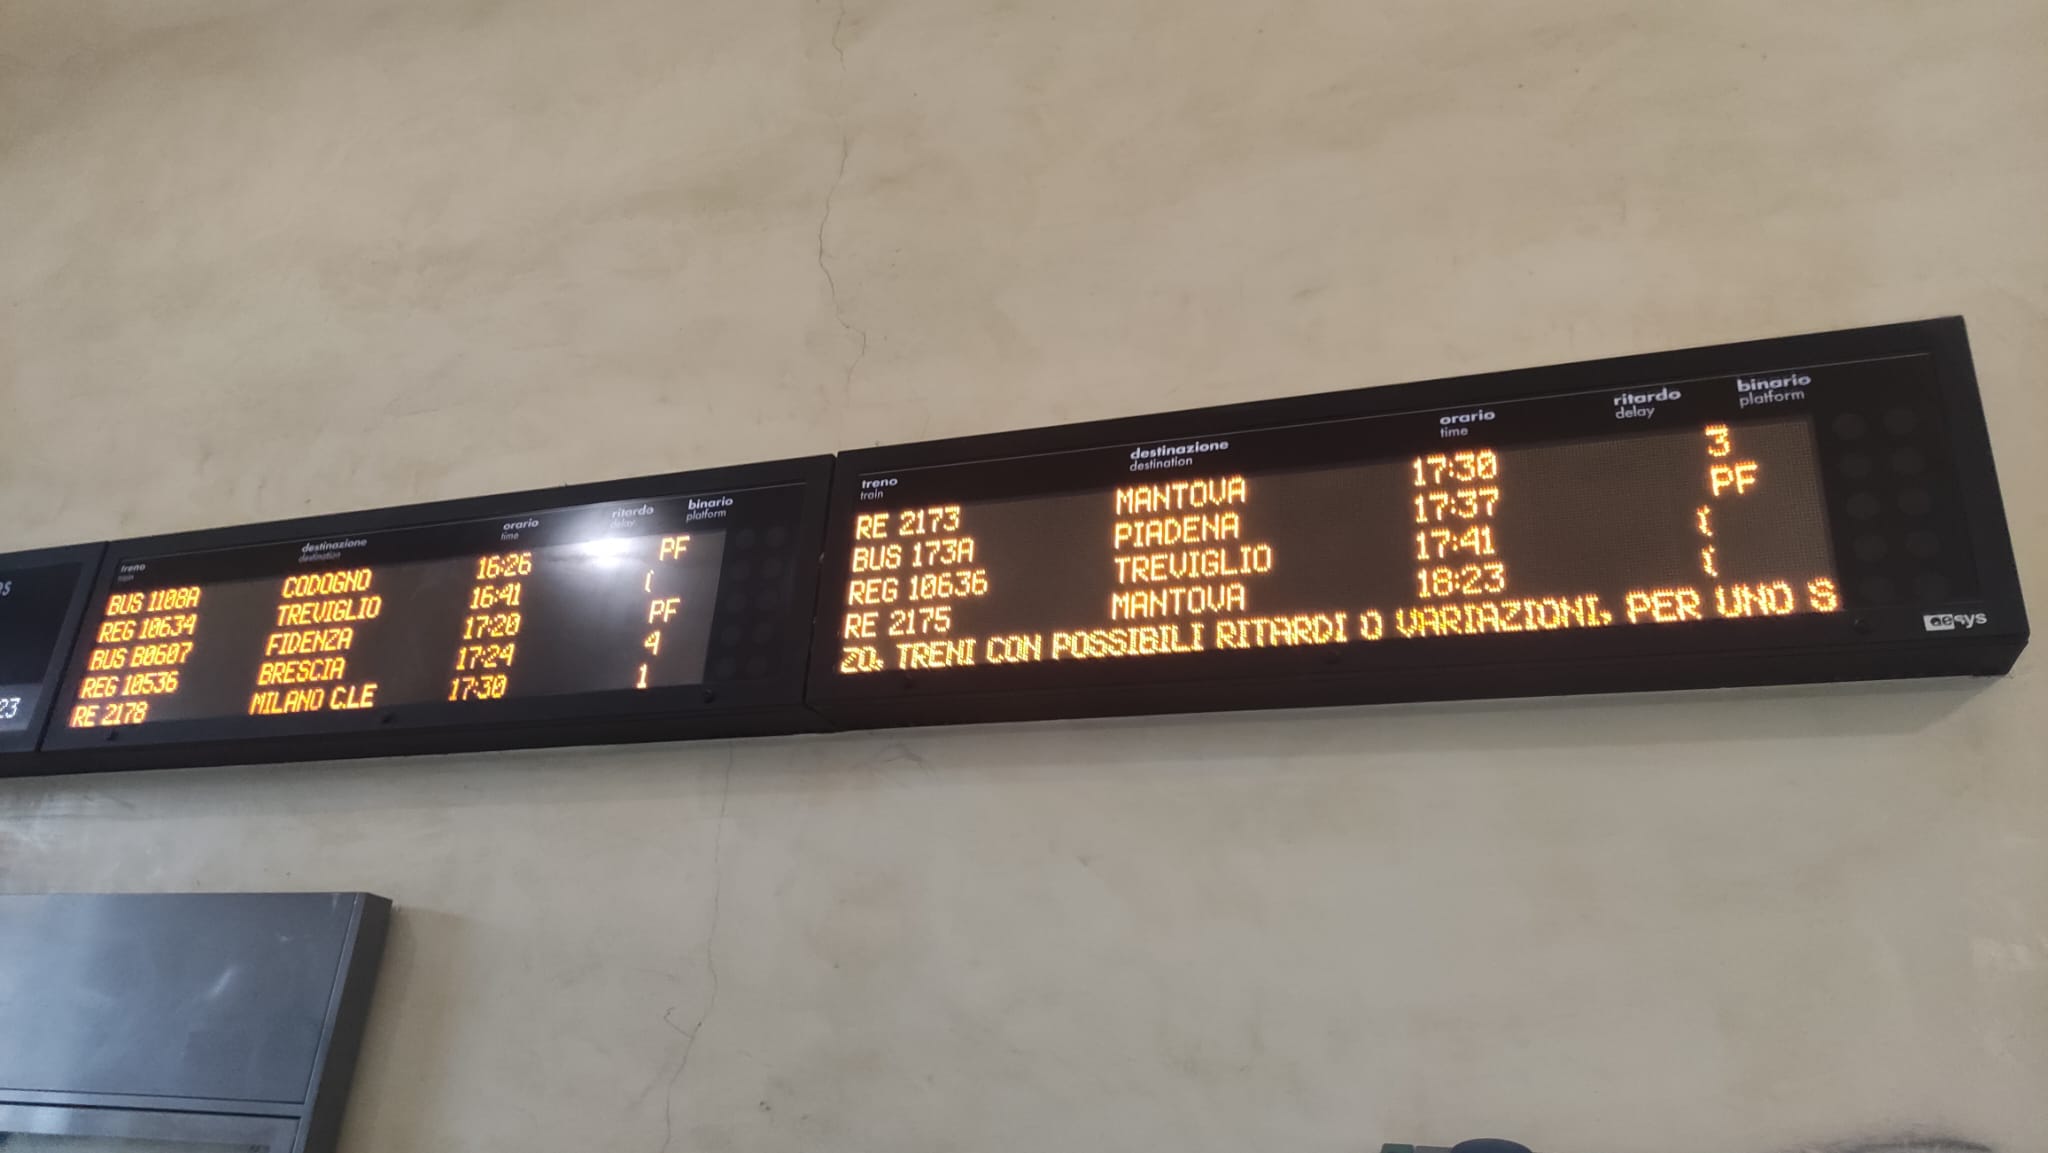 as
23
treno destinazione orario ritardo binario
train destination time delay platform
BUS 1108A CODOGNO 16:26 PF
REG 10634 TREVIGLIO 16:41 (
BUS B0607 FIDENZA 17:20 PF
REG 10536 BRESCIA 17:24 4
RE 2178 MILANO C.LE 17:30 1
treno destinazione orario ritardo binario
train destination time delay platform
RE 2173 MANTOVA 17:30 3
BUS 173A PIADENA 17:37 PF
REG 10636 TREVIGLIO 17:41 (
RE 2175 MANTOVA 18:23 (
ZO, TRENI CON POSSIBILI RITARDI O VARIAZIONI, PER UNO S
aesys